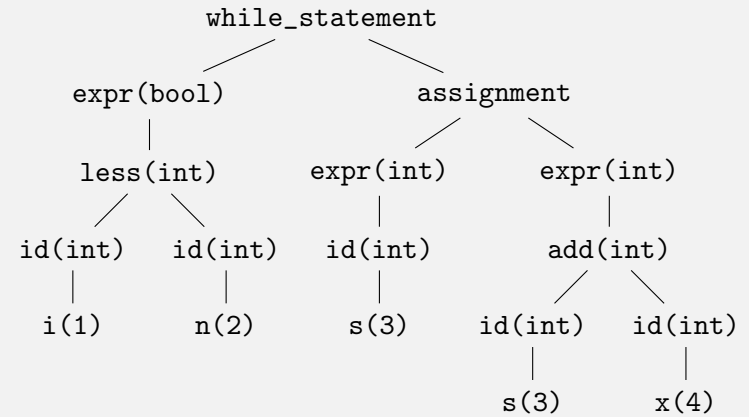 while_statement
expr(bool) assignment
less(int) expr(int) expr(int)
id(int) id(int) id(int) add(int)
i(1) n(2) s(3) id(int) id(int)
s(3) x(4)